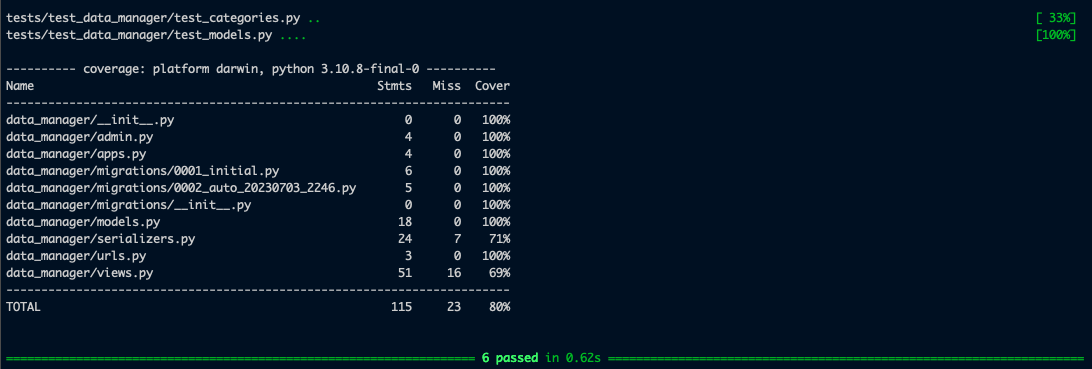 tests/test_data_manager/test_categories.py .. [ 33%]
tests/test_data_manager/test_models.py .... [100%]
---------- coverage: platform darwin, python 3.10.8-final-0 ----------
Name Stmts Miss Cover
------------------------------------------------------------------------
data_manager/__init__.py 0 0 100%
data_manager/admin.py 4 0 100%
data_manager/apps.py 4 0 100%
data_manager/migrations/0001_initial.py 6 0 100%
data_manager/migrations/0002_auto_20230703_2246.py 5 0 100%
data_manager/migrations/__init__.py 0 0 100%
data_manager/models.py 18 0 100%
data_manager/serializers.py 24 7 71%
data_manager/urls.py 3 0 100%
data_manager/views.py 51 16 69%
------------------------------------------------------------------------
TOTAL 115 23 80%
==================== 6 passed in 0.62s ====================